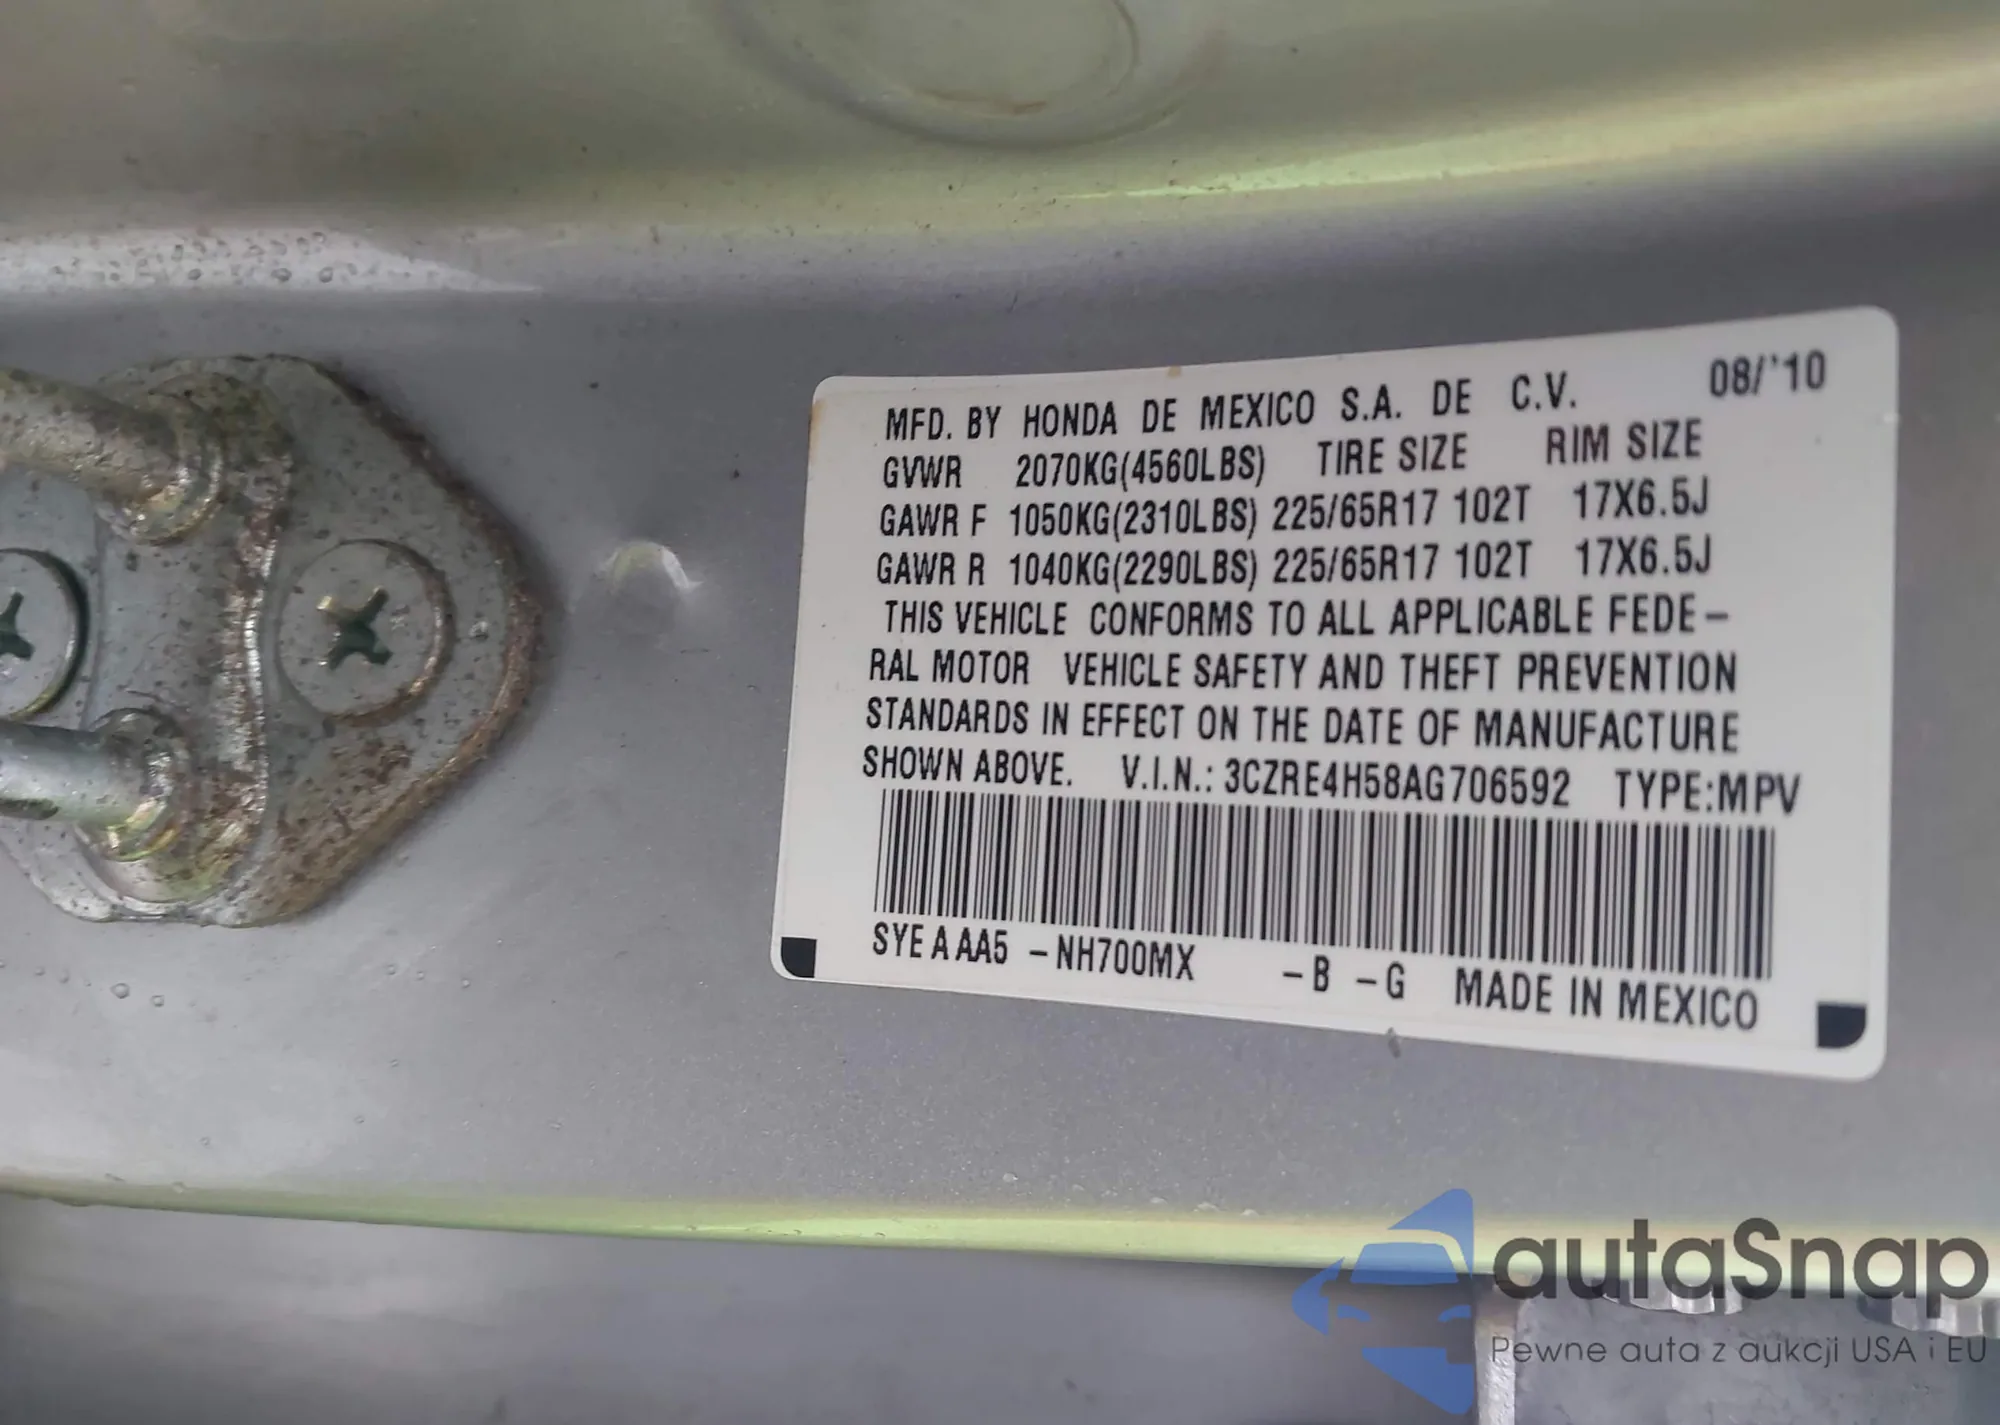 MFD. BY HONDA DE MEXICO S.A. DE C.V. 08/'10
GVWR 2070KG(4560LBS) TIRE SIZE RIM SIZE
GAWR F 1050KG(2310LBS) 225/65R17 102T 17X6.5J
GAWR R 1040KG(2290LBS) 225/65R17 102T 17X6.5J
THIS VEHICLE CONFORMS TO ALL APPLICABLE FEDE-
RAL MOTOR VEHICLE SAFETY AND THEFT PREVENTION
STANDARDS IN EFFECT ON THE DATE OF MANUFACTURE
SHOWN ABOVE. V.I.N.: 3CZRE4H58AG706592 TYPE:MPV
SYE A AA5 -NH700MX -B -G MADE IN MEXICO
autaSnap
Pewne auta z aukcji USA i EU